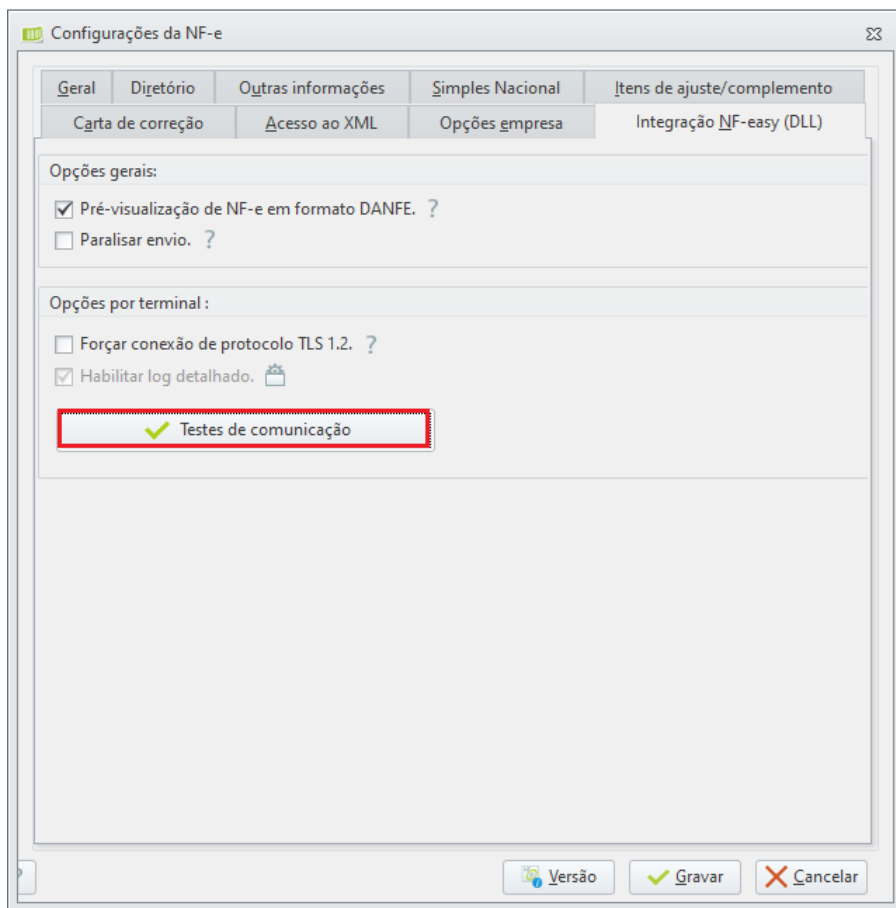 Configurações da NF-e
Geral Diretório Outras informações Simples Nacional Itens de ajuste/complemento
Carta de correção Acesso ao XML Opções empresa Integração NF-easy (DLL)
Opções gerais:
Pré-visualização de NF-e em formato DANFE. ?
Paralisar envio. ?
Opções por terminal :
Forçar conexão de protocolo TLS 1.2. ?
Habilitar log detalhado.
Testes de comunicação
? Versão Gravar Cancelar